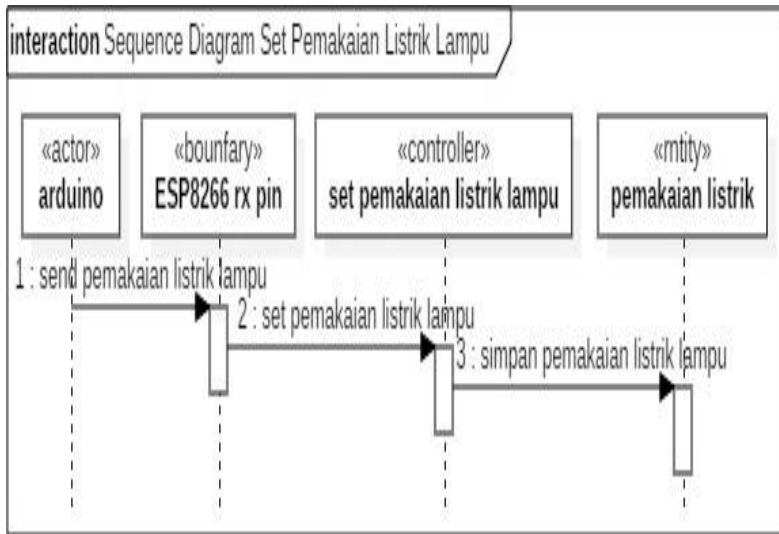 interaction Sequence Diagram Set Pemakaian Listrik Lampu
«actor»
arduino
«bounfary»
ESP8266 rx pin
«controller»
set pemakaian listrik lampu
«rntity»
pemakaian listrik
1 : send pemakaian listrik lampu
2 : set pemakaian listrik lampu
3 : simpan pemakaian listrik lampu